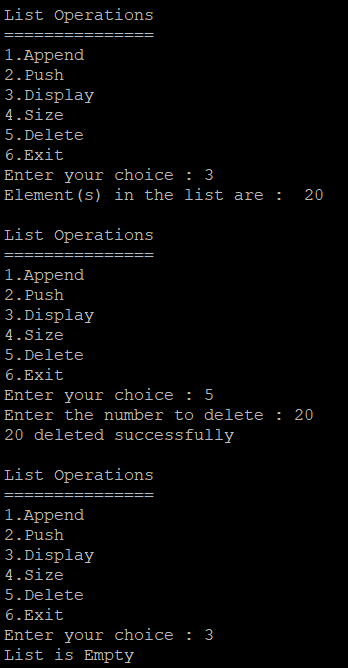 List Operations
===============
1.Append
2.Push
3.Display
4.Size
5.Delete
6.Exit
Enter your choice : 3
Element(s) in the list are :  20

List Operations
===============
1.Append
2.Push
3.Display
4.Size
5.Delete
6.Exit
Enter your choice : 5
Enter the number to delete : 20
20 deleted successfully

List Operations
===============
1.Append
2.Push
3.Display
4.Size
5.Delete
6.Exit
Enter your choice : 3
List is Empty